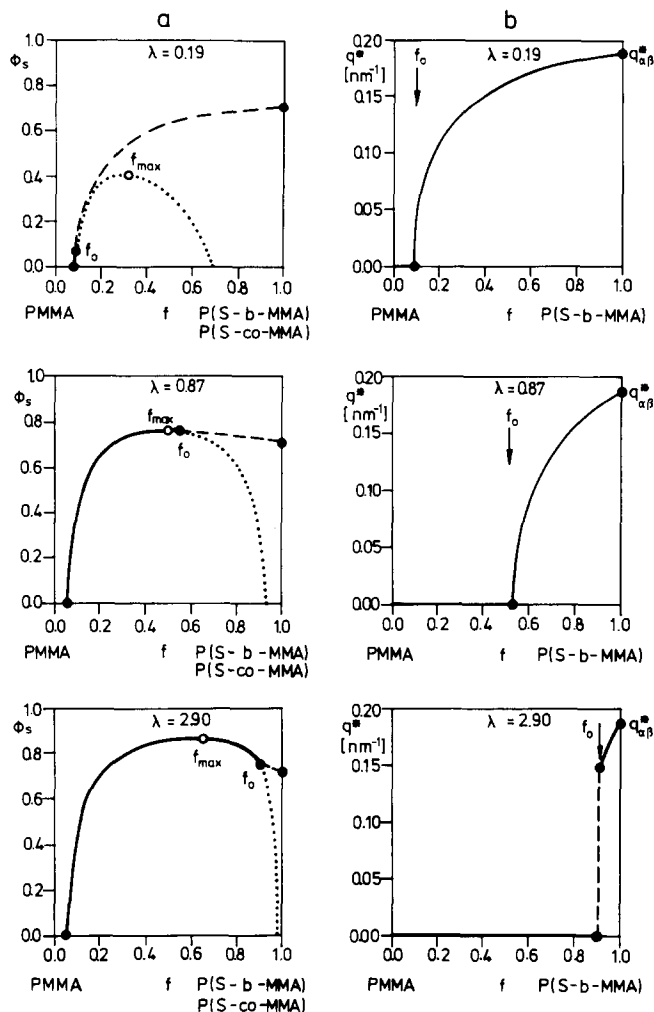 a
b
Φs
1.0
0.8
0.6
0.4
0.2
0.0
λ = 0.19
fmax
fo
0.0 0.2 0.4 0.6 0.8 1.0
PMMA f P(S-b-MMA)
P(S-co-MMA)
q*
[nm⁻¹]
0.20
0.15
0.10
0.05
0.00
λ = 0.19
fo
q*αβ
0.0 0.2 0.4 0.6 0.8 1.0
PMMA f P(S-b-MMA)
Φs
1.0
0.8
0.6
0.4
0.2
0.0
λ = 0.87
fmax
fo
0.0 0.2 0.4 0.6 0.8 1.0
PMMA f P(S-b-MMA)
P(S-co-MMA)
q*
[nm⁻¹]
0.20
0.15
0.10
0.05
0.00
λ = 0.87
fo
q*αβ
0.0 0.2 0.4 0.6 0.8 1.0
PMMA f P(S-b-MMA)
Φs
1.0
0.8
0.6
0.4
0.2
0.0
λ = 2.90
fmax
fo
0.0 0.2 0.4 0.6 0.8 1.0
PMMA f P(S-b-MMA)
P(S-co-MMA)
q*
[nm⁻¹]
0.20
0.15
0.10
0.05
0.00
λ = 2.90
fo
q*αβ
0.0 0.2 0.4 0.6 0.8 1.0
PMMA f P(S-b-MMA)